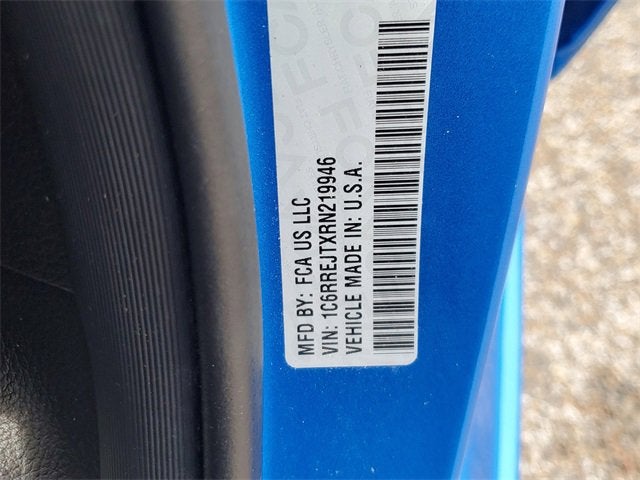 MFD BY: FCA US LLC
VIN: 1C6RREJTXRN219946
VEHICLE MADE IN: U.S.A.